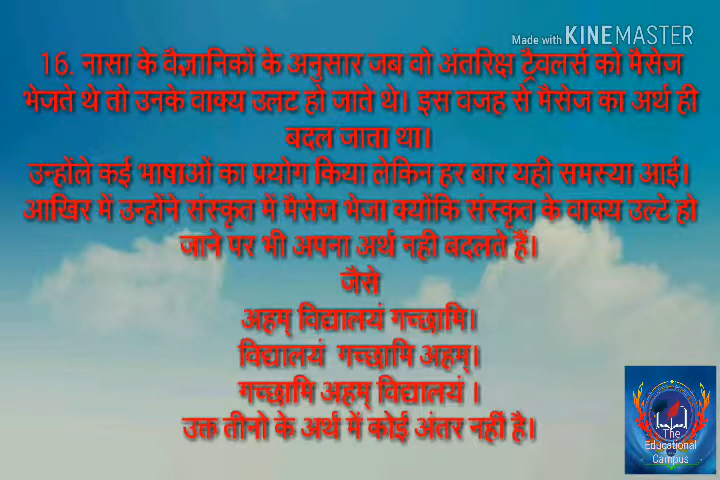 Made with KINEMASTER
16. नासा के वैज्ञानिकों के अनुसार जब वो अंतरिक्ष ट्रैवलर्स को मैसेज
भेजते थे तो उनके वाक्य उलट हो जाते थे। इस वजह से मैसेज का अर्थ ही
बदल जाता था।
उन्होंले कई भाषाओं का प्रयोग किया लेकिन हर बार यही समस्या आई।
आखिर में उन्होंने संस्कृत में मैसेज भेजा क्योंकि संस्कृत के वाक्य उल्टे हो
जाने पर भी अपना अर्थ नही बदलते हैं।
जैसे
अहम् विद्यालयं गच्छामि।
विद्यालयं गच्छामि अहम्।
गच्छामि अहम् विद्यालयं ।
उक्त तीनो के अर्थ में कोई अंतर नहीं है।
The
Educational
Campus